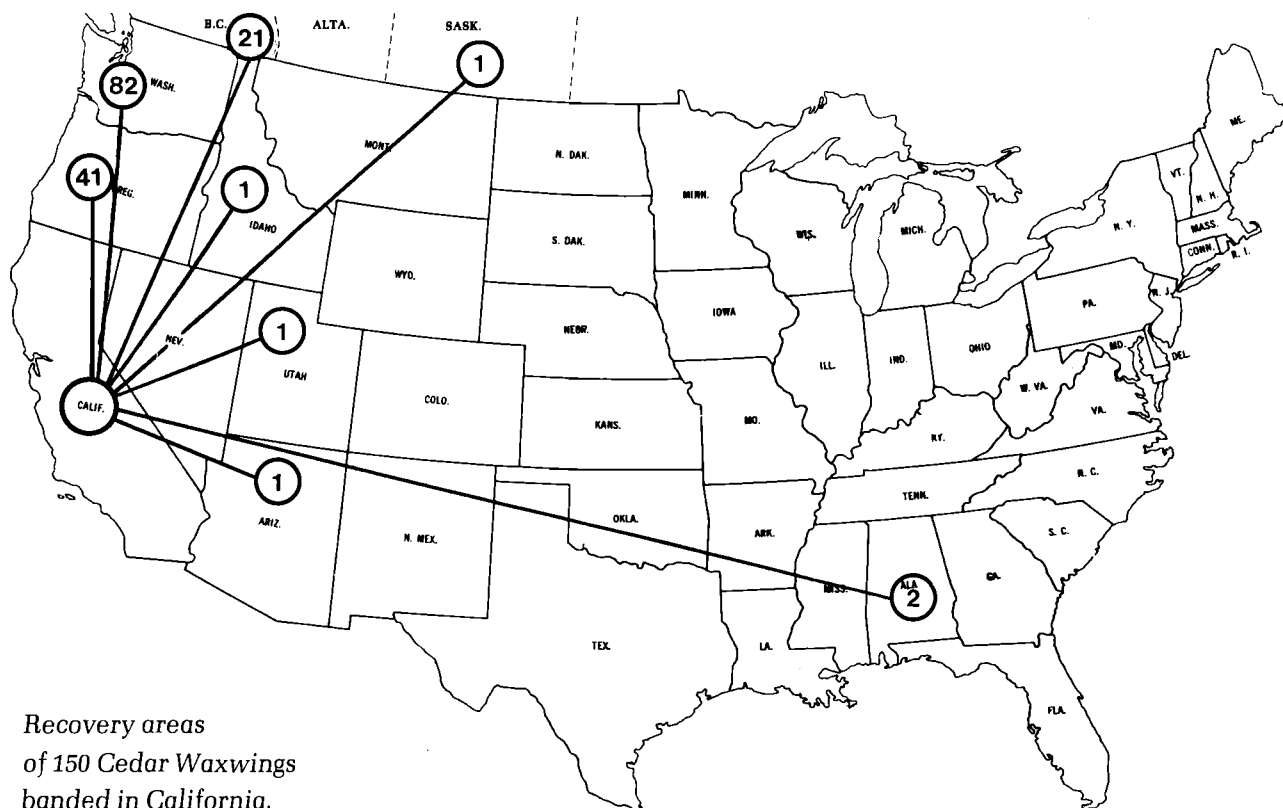 B.C. 21 ALTA. SASK.
1
82 WASH.
ME.
MONT.
N. DAK.
MINN.
VT.
N. H.
41 REG.
1
IDAHO
S. DAK.
WIS.
MICH.
N. Y.
MASS.
CONN.
R. I.
WYO.
IOWA
PA.
N. J.
NEV.
1
UTAH
NEBR.
ILL.
IND.
OHIO
MD.
DEL.
W. VA.
CALIF.
COLO.
KANS.
MO.
KY.
VA.
1
ARIZ.
N. MEX.
OKLA.
ARK.
TENN.
N. C.
S. C.
MISS.
ALA
2
GA.
TEX.
LA.
FLA.
Recovery areas
of 150 Cedar Waxwings
banded in California.